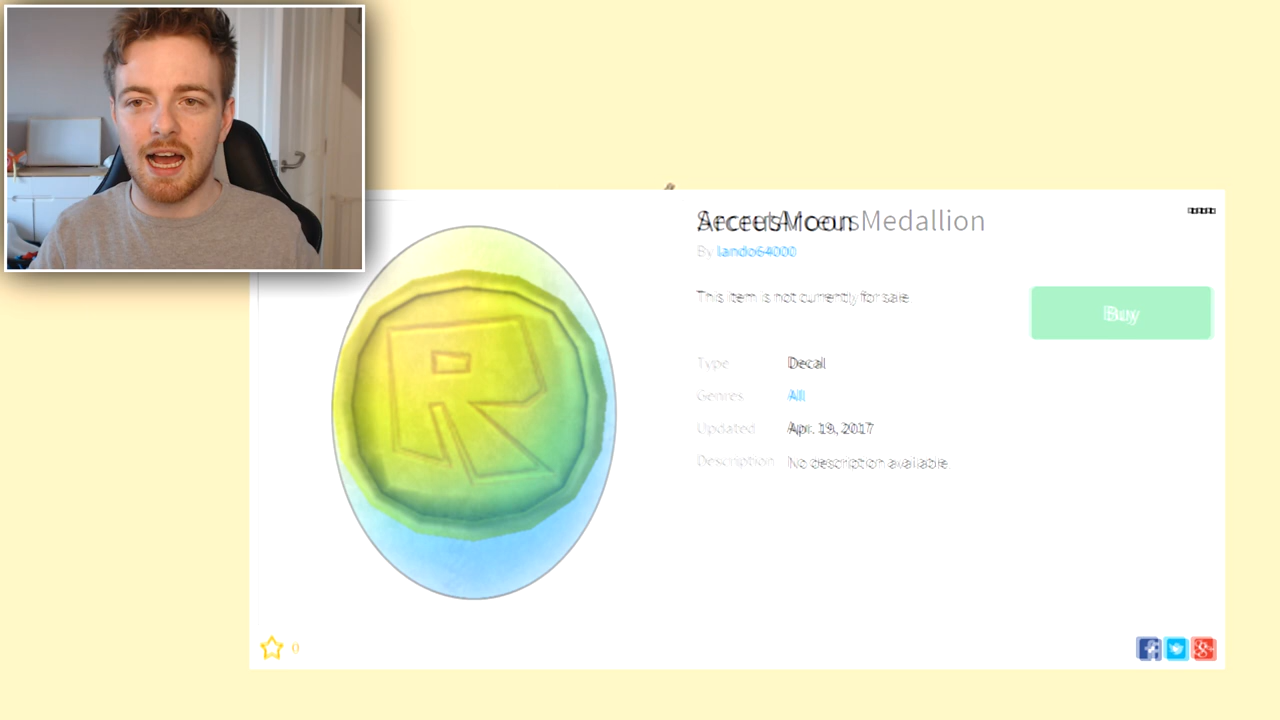 By lando64000
This item is not currently for sale.
Buy
Type Decal
Genres All
Updated Apr. 19, 2017
Description No description available.
R
0